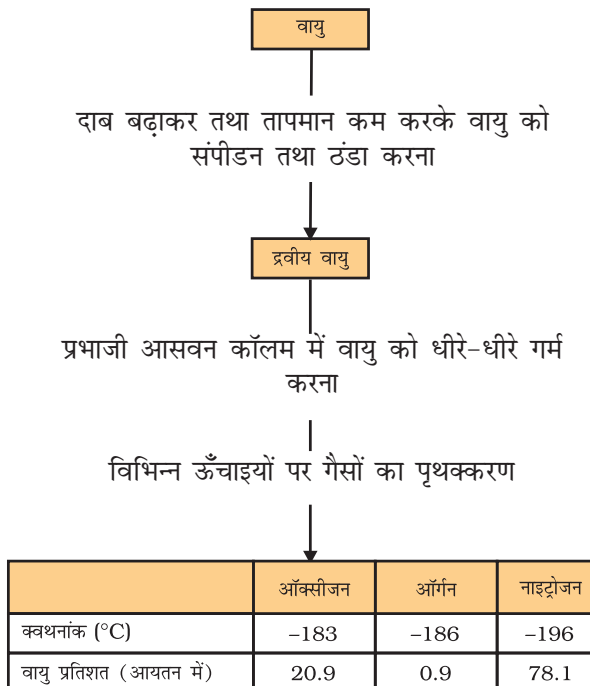 वायु
दाब बढ़ाकर तथा तापमान कम करके वायु को
संपीडन तथा ठंडा करना
द्रवीय वायु
प्रभाजी आसवन कॉलम में वायु को धीरे-धीरे गर्म
करना
विभिन्न ऊँचाइयों पर गैसों का पृथक्करण
ऑक्सीजन ऑर्गन नाइट्रोजन
क्वथनांक (°C) –183 –186 –196
वायु प्रतिशत (आयतन में) 20.9 0.9 78.1